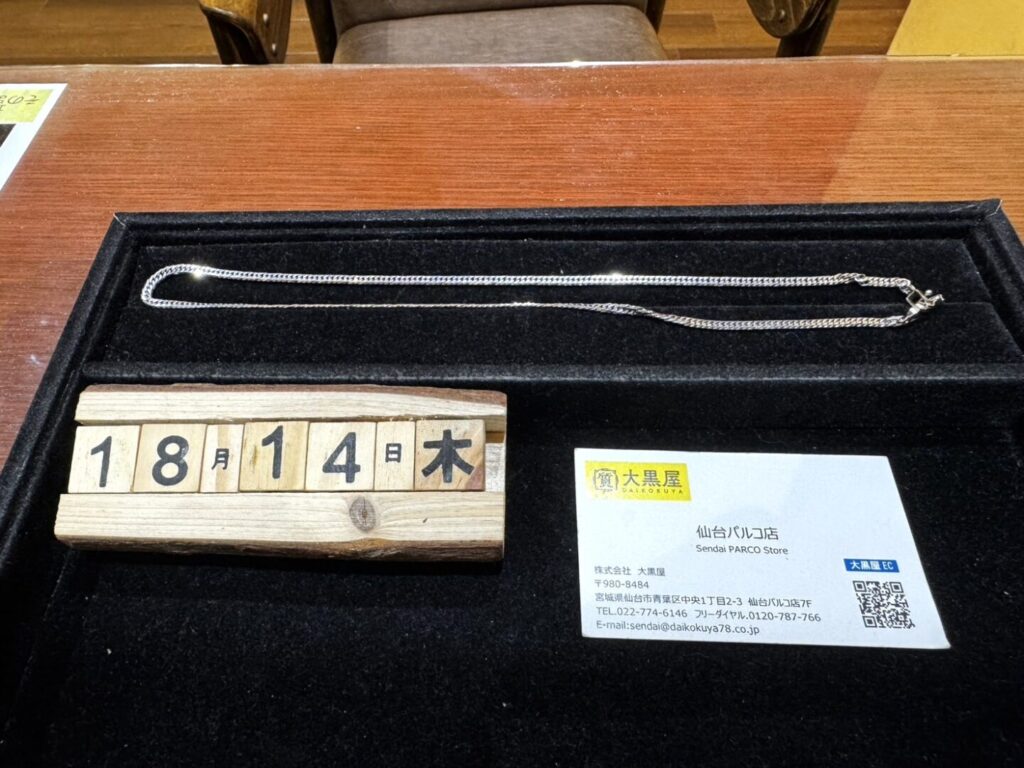 18月14日木
質 大黒屋
DAIKOKUYA
仙台パルコ店
Sendai PARCO Store
大黒屋 EC
株式会社 大黒屋
〒980-8484
宮城県仙台市青葉区中央1丁目2-3 仙台パルコ店7F
TEL.022-774-6146 フリーダイヤル.0120-787-766
E-mail:sendai@daikokuya78.co.jp